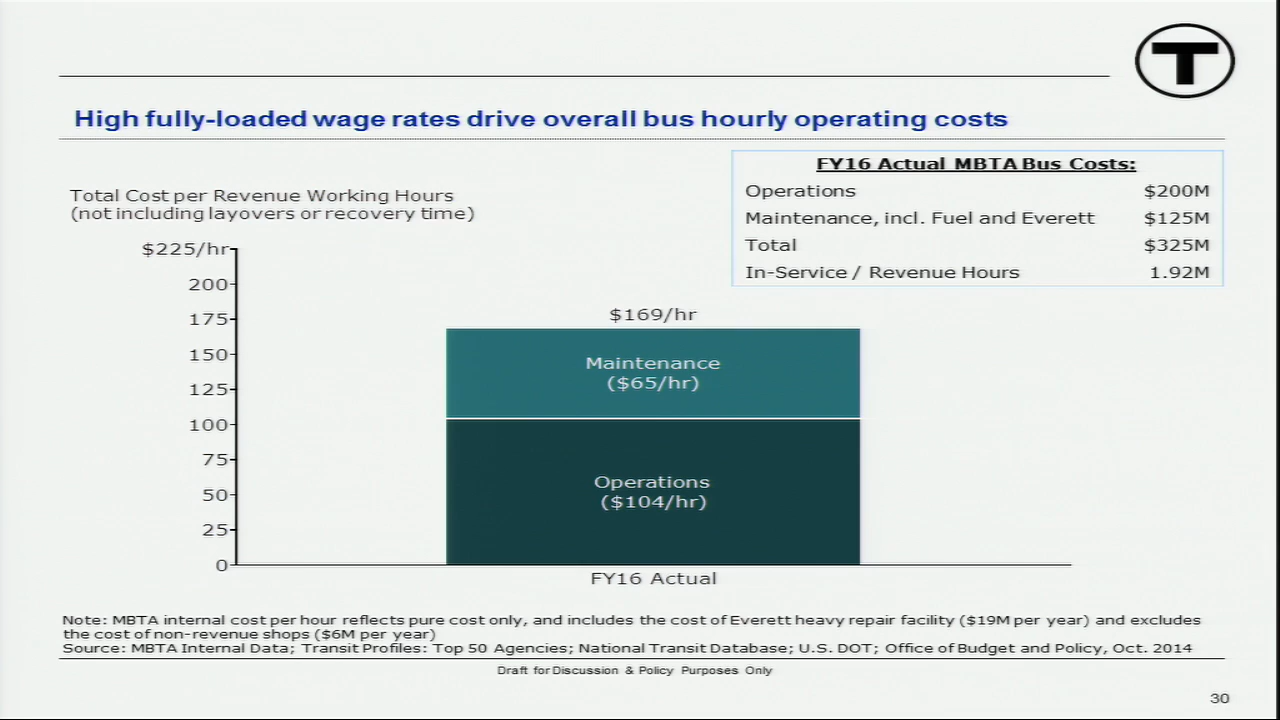 T
High fully-loaded wage rates drive overall bus hourly operating costs
FY16 Actual MBTA Bus Costs:
Operations $200M
Maintenance, incl. Fuel and Everett $125M
Total $325M
In-Service / Revenue Hours 1.92M
Total Cost per Revenue Working Hours
(not including layovers or recovery time)
$225/hr
200
175
150
125
100
75
50
25
0
$169/hr
Maintenance
($65/hr)
Operations
($104/hr)
FY16 Actual
Note: MBTA internal cost per hour reflects pure cost only, and includes the cost of Everett heavy repair facility ($19M per year) and excludes
the cost of non-revenue shops ($6M per year)
Source: MBTA Internal Data; Transit Profiles: Top 50 Agencies; National Transit Database; U.S. DOT; Office of Budget and Policy, Oct. 2014
Draft for Discussion & Policy Purposes Only
30